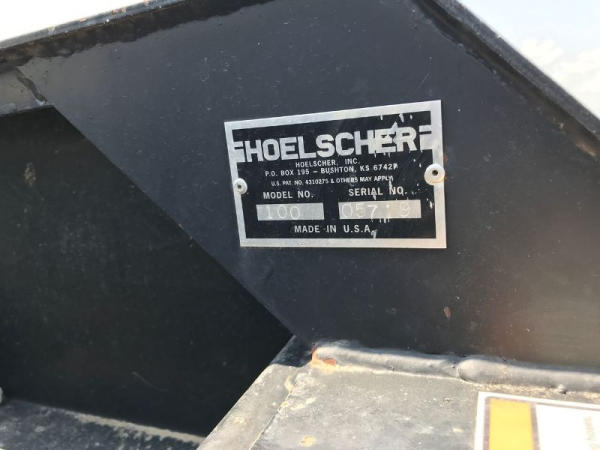 HOELSCHER
HOELSCHER, INC.
P.O. BOX 195 – BUSHTON, KS 67427
U.S. PAT. NO. 4310275 & OTHERS MAY APPLY
MODEL NO. SERIAL NO.
100 05719
MADE IN U.S.A.